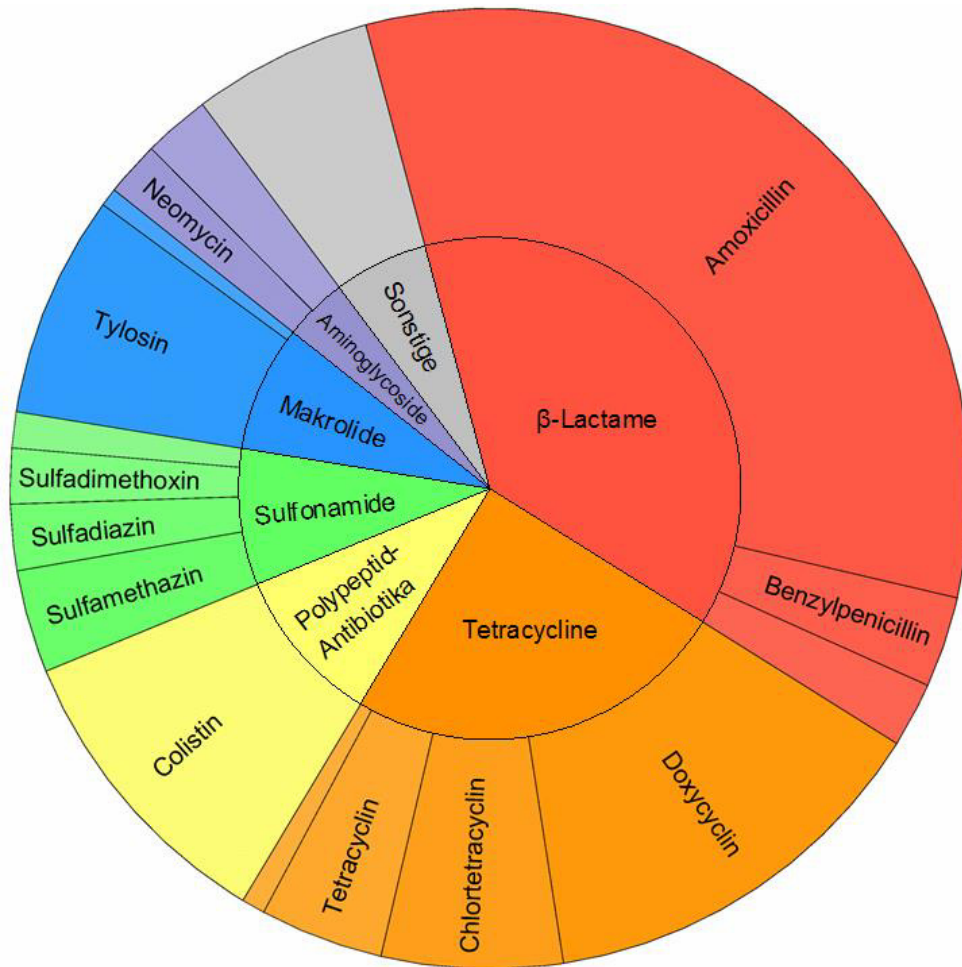 Amoxicillin
Benzylpenicillin
β-Lactame
Doxycyclin
Chlortetracyclin
Tetracyclin
Tetracycline
Colistin
Polypeptid-
Antibiotika
Sulfamethazin
Sulfadiazin
Sulfadimethoxin
Sulfonamide
Tylosin
Makrolide
Neomycin
Aminoglycoside
Sonstige